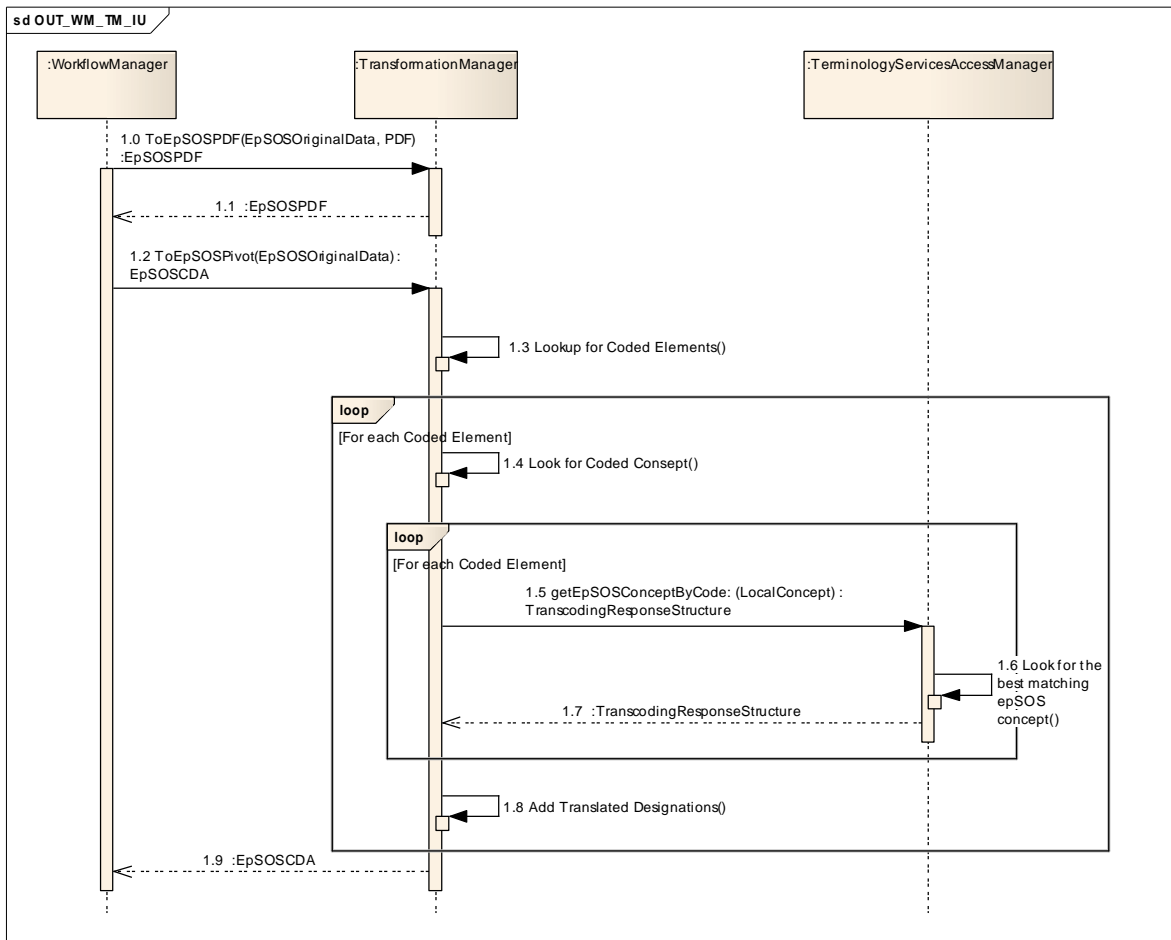 sd OUT_WM_TM_IU
:WorkflowManager
:TransformationManager
:TerminologyServicesAccessManager
1.0 ToEpSOSPDF(EpSOSOriginalData, PDF)
:EpSOSPDF
1.1 :EpSOSPDF
1.2 ToEpSOSPivot(EpSOSOriginalData) :
EpSOSCDA
1.3 Lookup for Coded Elements()
loop
[For each Coded Element]
1.4 Look for Coded Consept()
loop
[For each Coded Element]
1.5 getEpSOSConceptByCode: (LocalConcept) :
TranscodingResponseStructure
1.6 Look for the
best matching
epSOS
concept()
1.7 :TranscodingResponseStructure
1.8 Add Translated Designations()
1.9 :EpSOSCDA